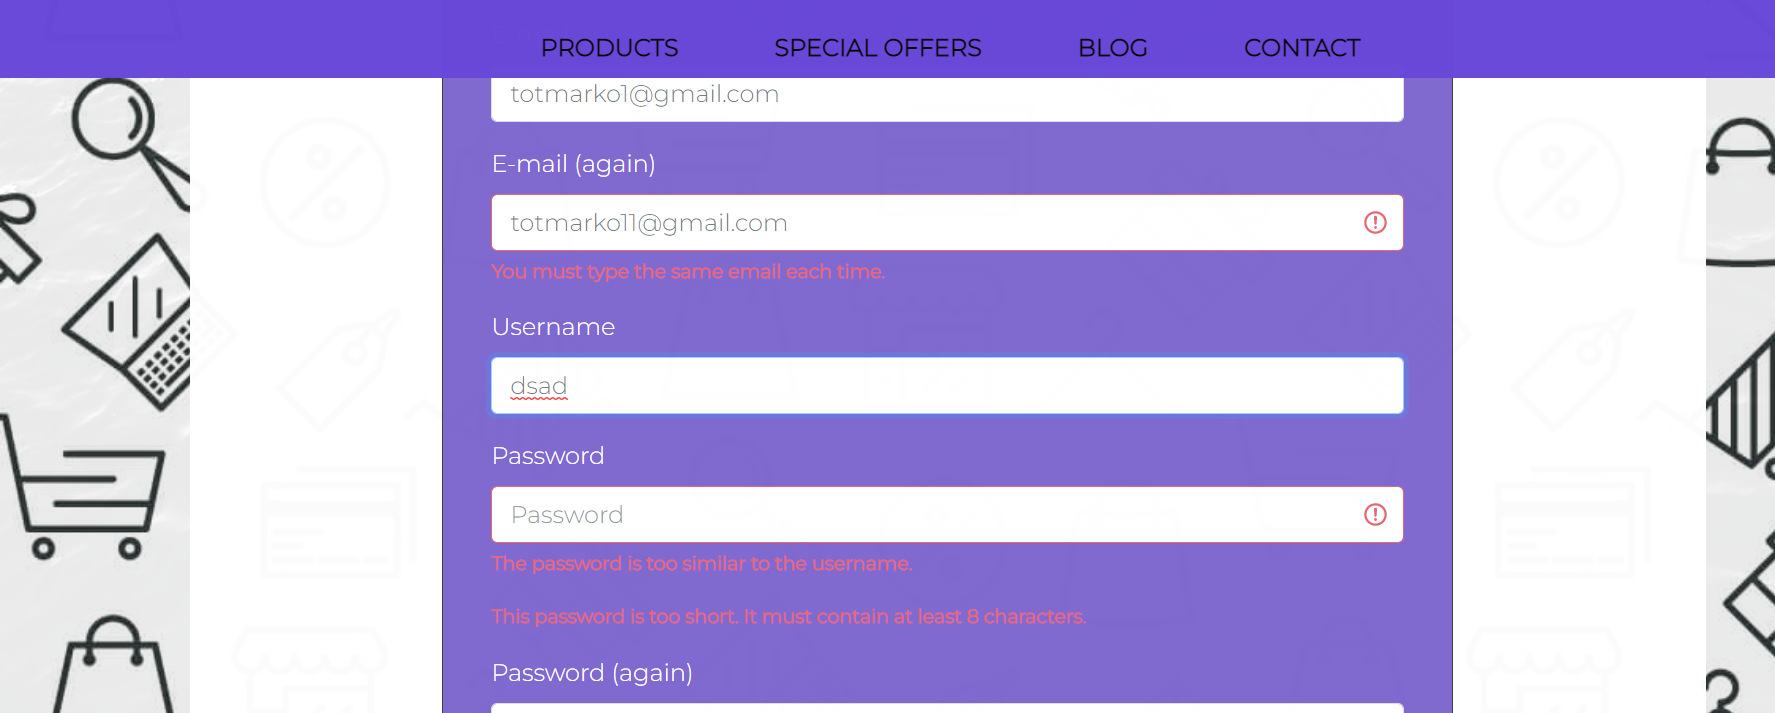 PRODUCTS SPECIAL OFFERS BLOG CONTACT
totmarko1@gmail.com
E-mail (again)
totmarko11@gmail.com
You must type the same email each time.
Username
dsad
Password
Password
The password is too similar to the username.
This password is too short. It must contain at least 8 characters.
Password (again)